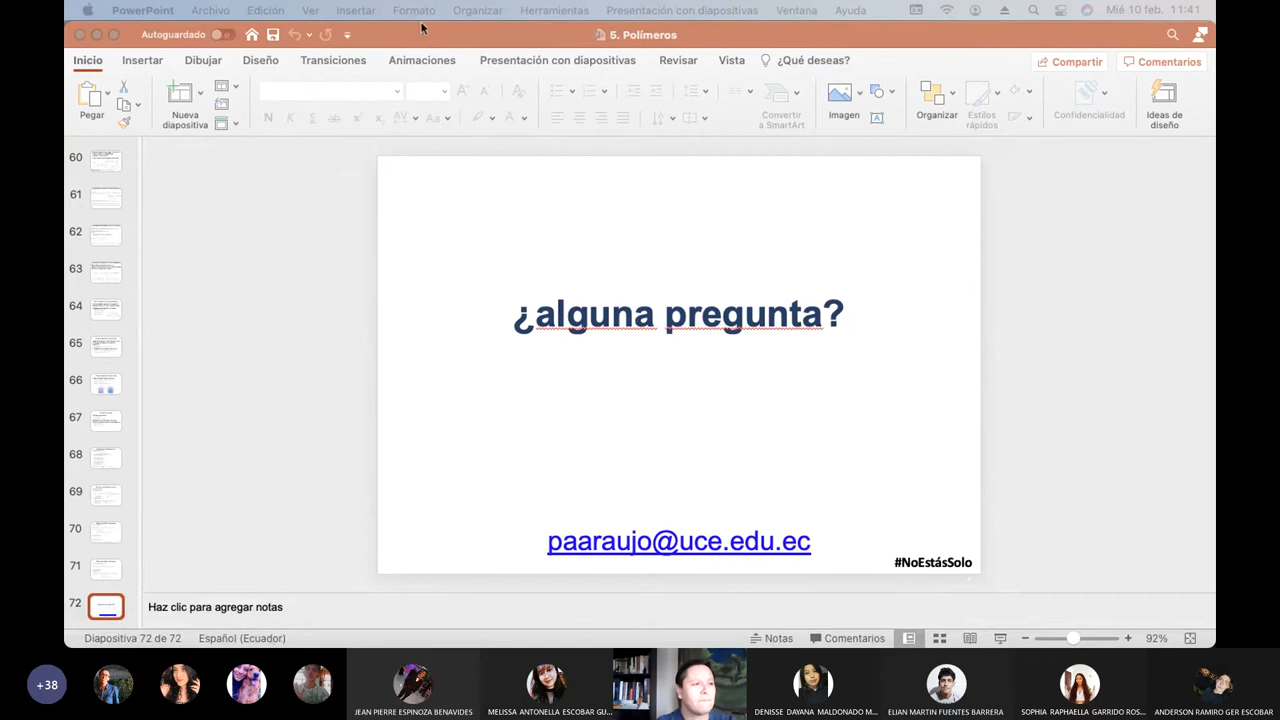 PowerPoint Archivo Edición Ver Insertar Formato Organizar Herramientas Presentación con diapositivas Ventana Ayuda Mié 10 feb. 11:41
Autoguardado 5. Polímeros
Inicio Insertar Dibujar Diseño Transiciones Animaciones Presentación con diapositivas Revisar Vista ¿Qué deseas? Compartir Comentarios
Pegar
Nueva
diapositiva
Convertir
a SmartArt
Imagen
Organizar
Estilos
rápidos
Confidencialidad
Ideas de
diseño
60
61
62
63
64
65
66
67
68
69
70
71
72
¿alguna pregunta?
paaraujo@uce.edu.ec
#NoEstásSolo
Haz clic para agregar notas
Diapositiva 72 de 72 Español (Ecuador) Notas Comentarios 92%
+38
JEAN PIERRE ESPINOZA BENAVIDES
MELISSA ANTONELLA ESCOBAR GU...
DENISSE DAYANA MALDONADO M...
ELIAN MARTIN FUENTES BARRERA
SOPHIA RAPHAELLA GARRIDO ROS...
ANDERSON RAMIRO GER ESCOBAR